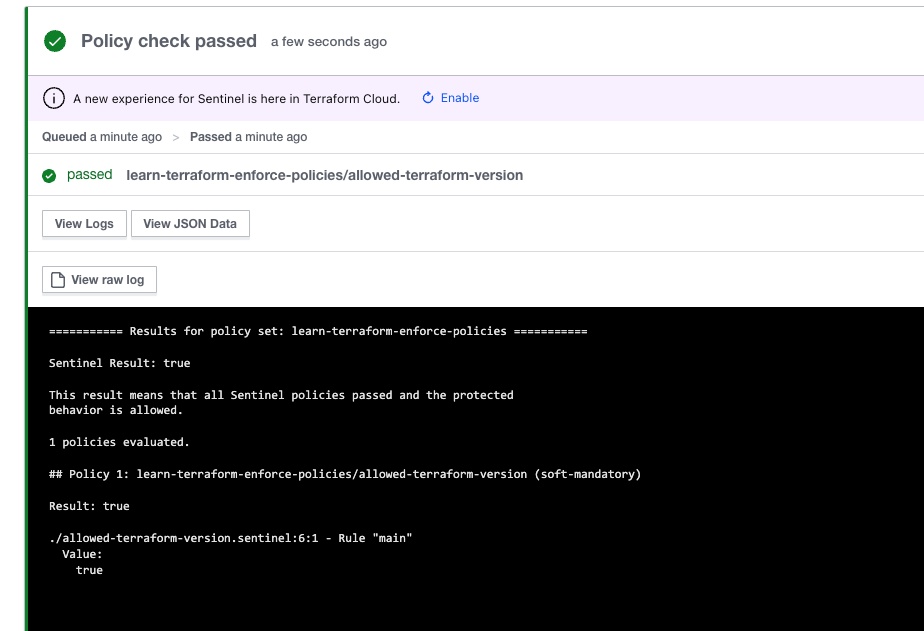 Policy check passed a few seconds ago
A new experience for Sentinel is here in Terraform Cloud. Enable
Queued a minute ago > Passed a minute ago
passed learn-terraform-enforce-policies/allowed-terraform-version
View Logs View JSON Data
View raw log
=========== Results for policy set: learn-terraform-enforce-policies ===========
Sentinel Result: true
This result means that all Sentinel policies passed and the protected
behavior is allowed.
1 policies evaluated.
## Policy 1: learn-terraform-enforce-policies/allowed-terraform-version (soft-mandatory)
Result: true
./allowed-terraform-version.sentinel:6:1 - Rule "main"
Value:
true